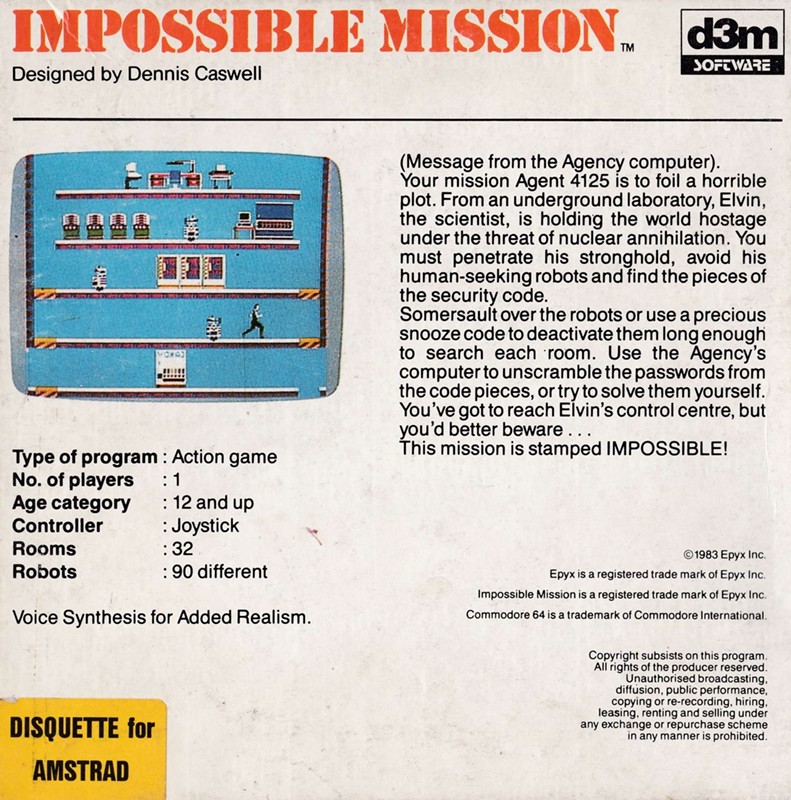 IMPOSSIBLE MISSION™
d3m
SOFTWARE
Designed by Dennis Caswell
(Message from the Agency computer).
Your mission Agent 4125 is to foil a horrible
plot. From an underground laboratory, Elvin,
the scientist, is holding the world hostage
under the threat of nuclear annihilation. You
must penetrate his stronghold, avoid his
human-seeking robots and find the pieces of
the security code.
Somersault over the robots or use a precious
snooze code to deactivate them long enough
to search each room. Use the Agency's
computer to unscramble the passwords from
the code pieces, or try to solve them yourself.
You've got to reach Elvin's control centre, but
you'd better beware . . .
This mission is stamped IMPOSSIBLE!
Type of program : Action game
No. of players : 1
Age category : 12 and up
Controller : Joystick
Rooms : 32
Robots : 90 different
Voice Synthesis for Added Realism.
©1983 Epyx Inc.
Epyx is a registered trade mark of Epyx Inc.
Impossible Mission is a registered trade mark of Epyx Inc.
Commodore 64 is a trademark of Commodore International.
Copyright subsists on this program.
All rights of the producer reserved.
Unauthorised broadcasting,
diffusion, public performance,
copying or re-recording, hiring,
leasing, renting and selling under
any exchange or repurchase scheme
in any manner is prohibited.
DISQUETTE for
AMSTRAD